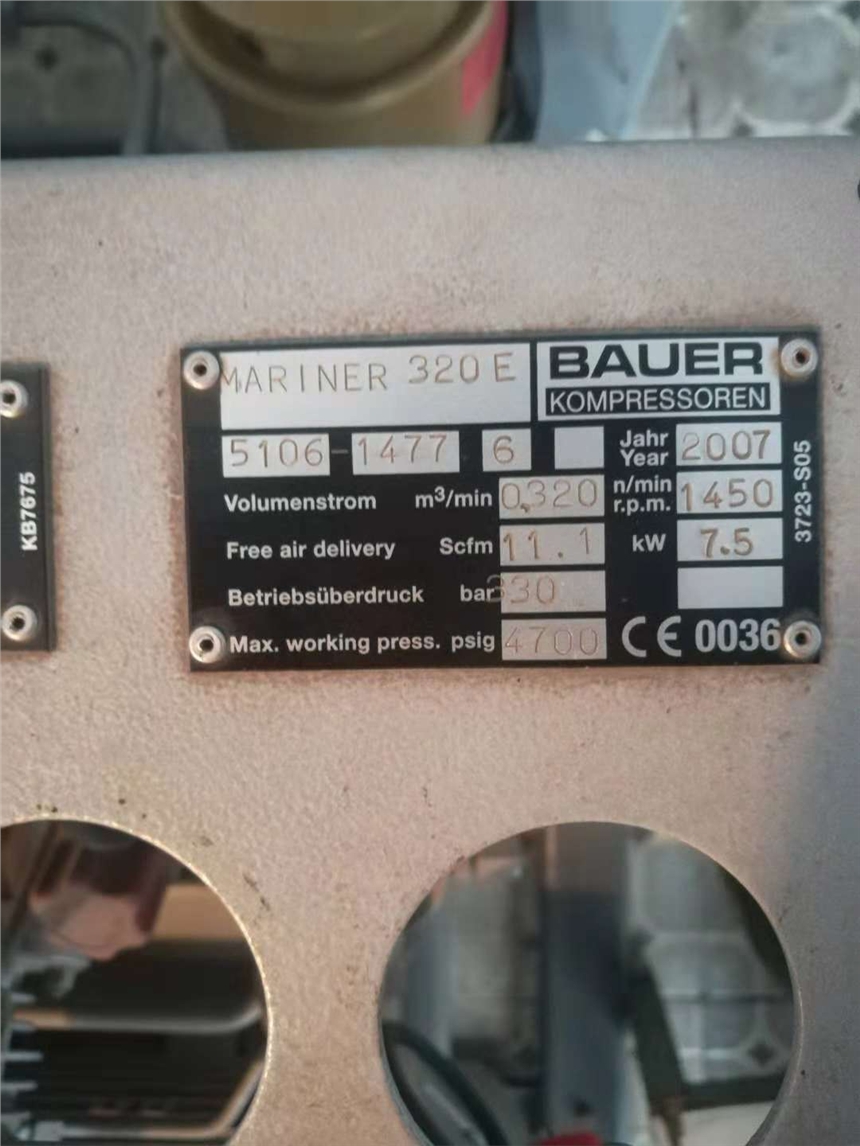 MARINER 320 E
BAUER
KOMPRESSOREN
5106-1477 6
Jahr
Year 2007
Volumenstrom m³/min 0,320
n/min
r.p.m. 1450
Free air delivery Scfm 11.1
kW 7.5
Betriebsüberdruck bar 330
Max. working press. psig 4700
CE 0036
3723-S05
KB7675